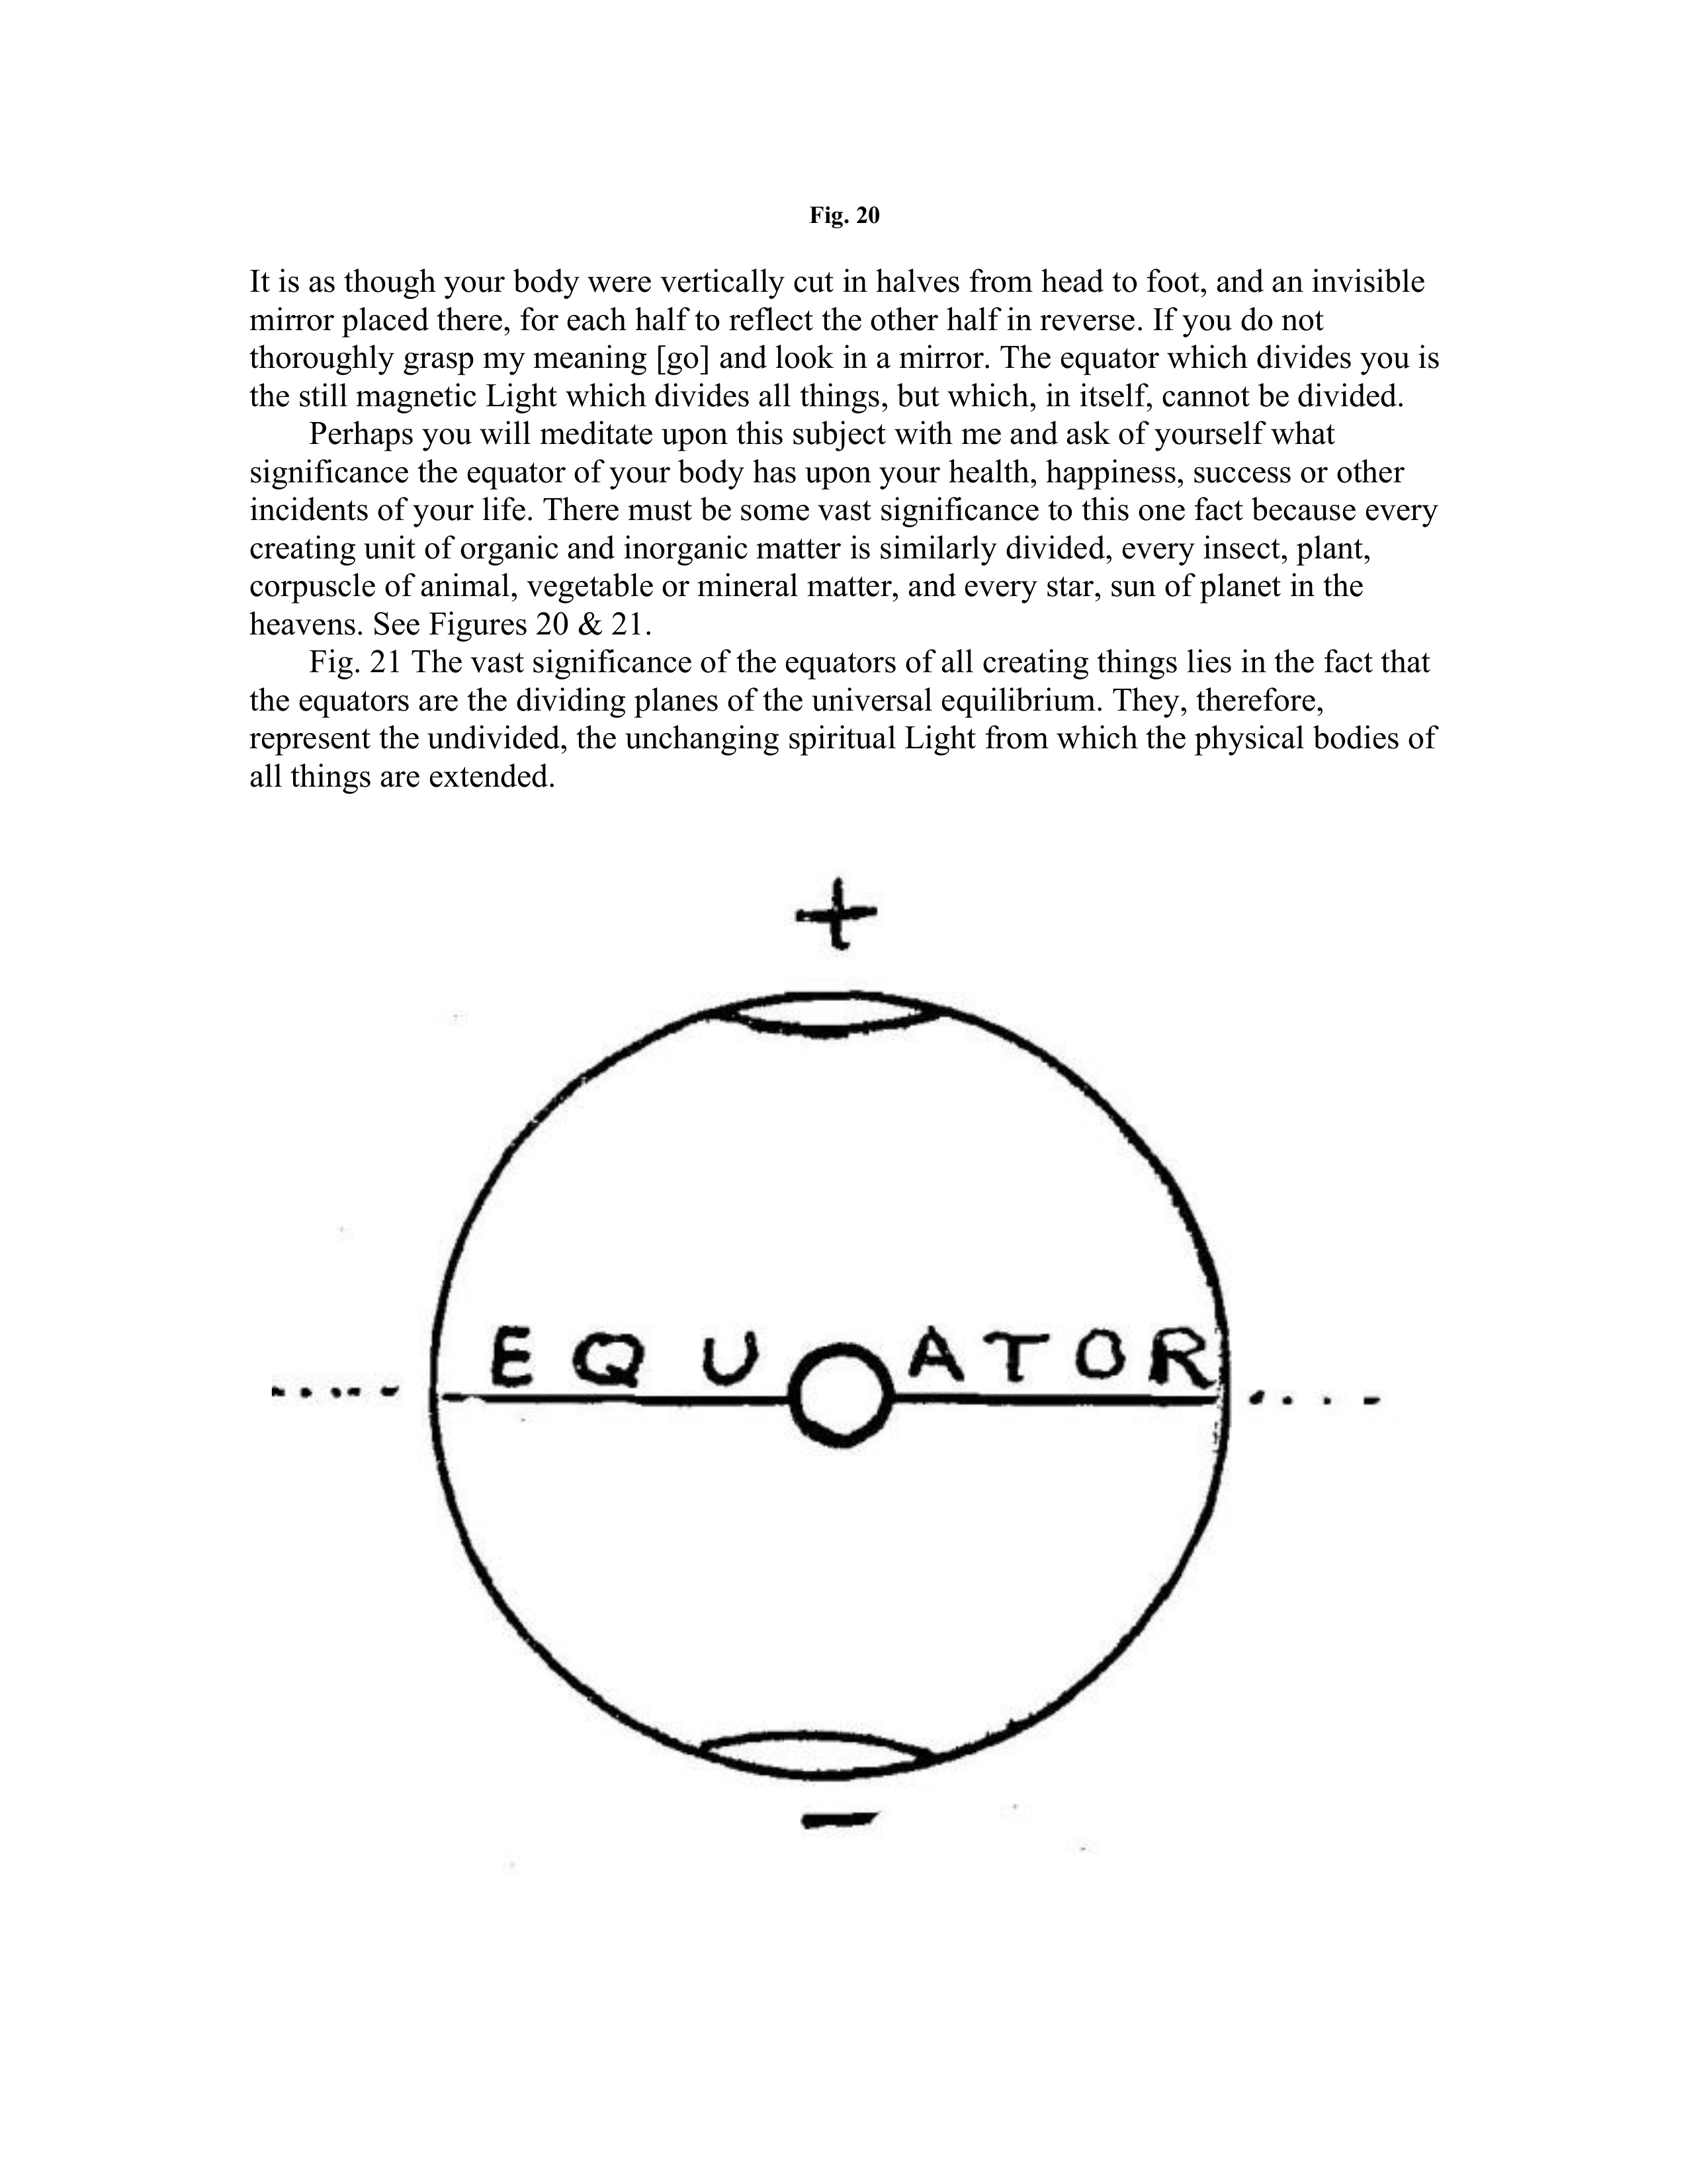 Fig. 20
It is as though your body were vertically cut in halves from head to foot, and an invisible
mirror placed there, for each half to reflect the other half in reverse. If you do not
thoroughly grasp my meaning [go] and look in a mirror. The equator which divides you is
the still magnetic Light which divides all things, but which, in itself, cannot be divided.
Perhaps you will meditate upon this subject with me and ask of yourself what
significance the equator of your body has upon your health, happiness, success or other
incidents of your life. There must be some vast significance to this one fact because every
creating unit of organic and inorganic matter is similarly divided, every insect, plant,
corpuscle of animal, vegetable or mineral matter, and every star, sun of planet in the
heavens. See Figures 20 & 21.
Fig. 21 The vast significance of the equators of all creating things lies in the fact that
the equators are the dividing planes of the universal equilibrium. They, therefore,
represent the undivided, the unchanging spiritual Light from which the physical bodies of
all things are extended.
+
EQUATOR
−